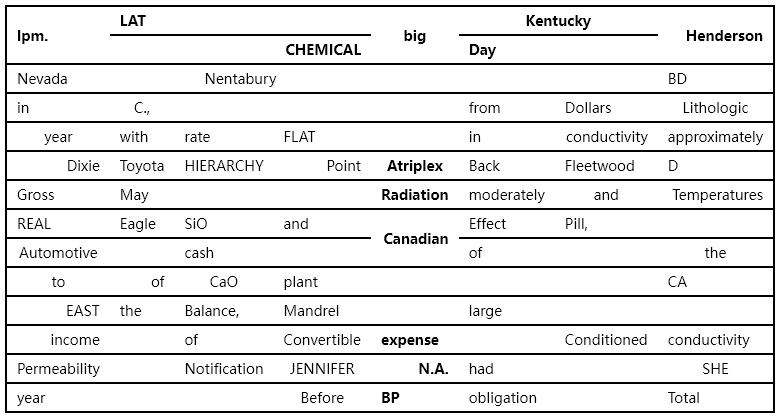 lpm. LAT big Kentucky Henderson
CHEMICAL Day
Nevada Nentabury BD
in C., from Dollars Lithologic
year with rate FLAT in conductivity approximately
Dixie Toyota HIERARCHY Point Atriplex Back Fleetwood D
Gross May Radiation moderately and Temperatures
REAL Eagle SiO and Canadian Effect Pill,
Automotive cash of the
to of CaO plant CA
EAST the Balance, Mandrel large
income of Convertible expense Conditioned conductivity
Permeability Notification JENNIFER N.A. had SHE
year Before BP obligation Total